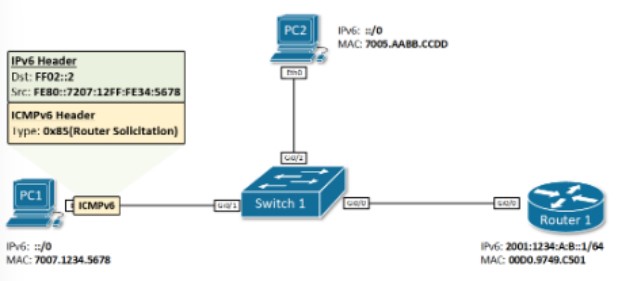 PC2
IPv6: ::/0
MAC: 7005.AABB.CCDD
Eth0
IPv6 Header
Dst: FF02::2
Src: FE80::7207:12FF:FE34:5678
ICMPv6 Header
Type: 0x85(Router Solicitation)
Gi0/2
PC1
ICMPv6
Gi0/1
Switch 1
Gi0/0
Gi0/0
Router 1
IPv6: ::/0
MAC: 7007.1234.5678
IPv6: 2001:1234:A:B::1/64
MAC: 00D0.9749.C501